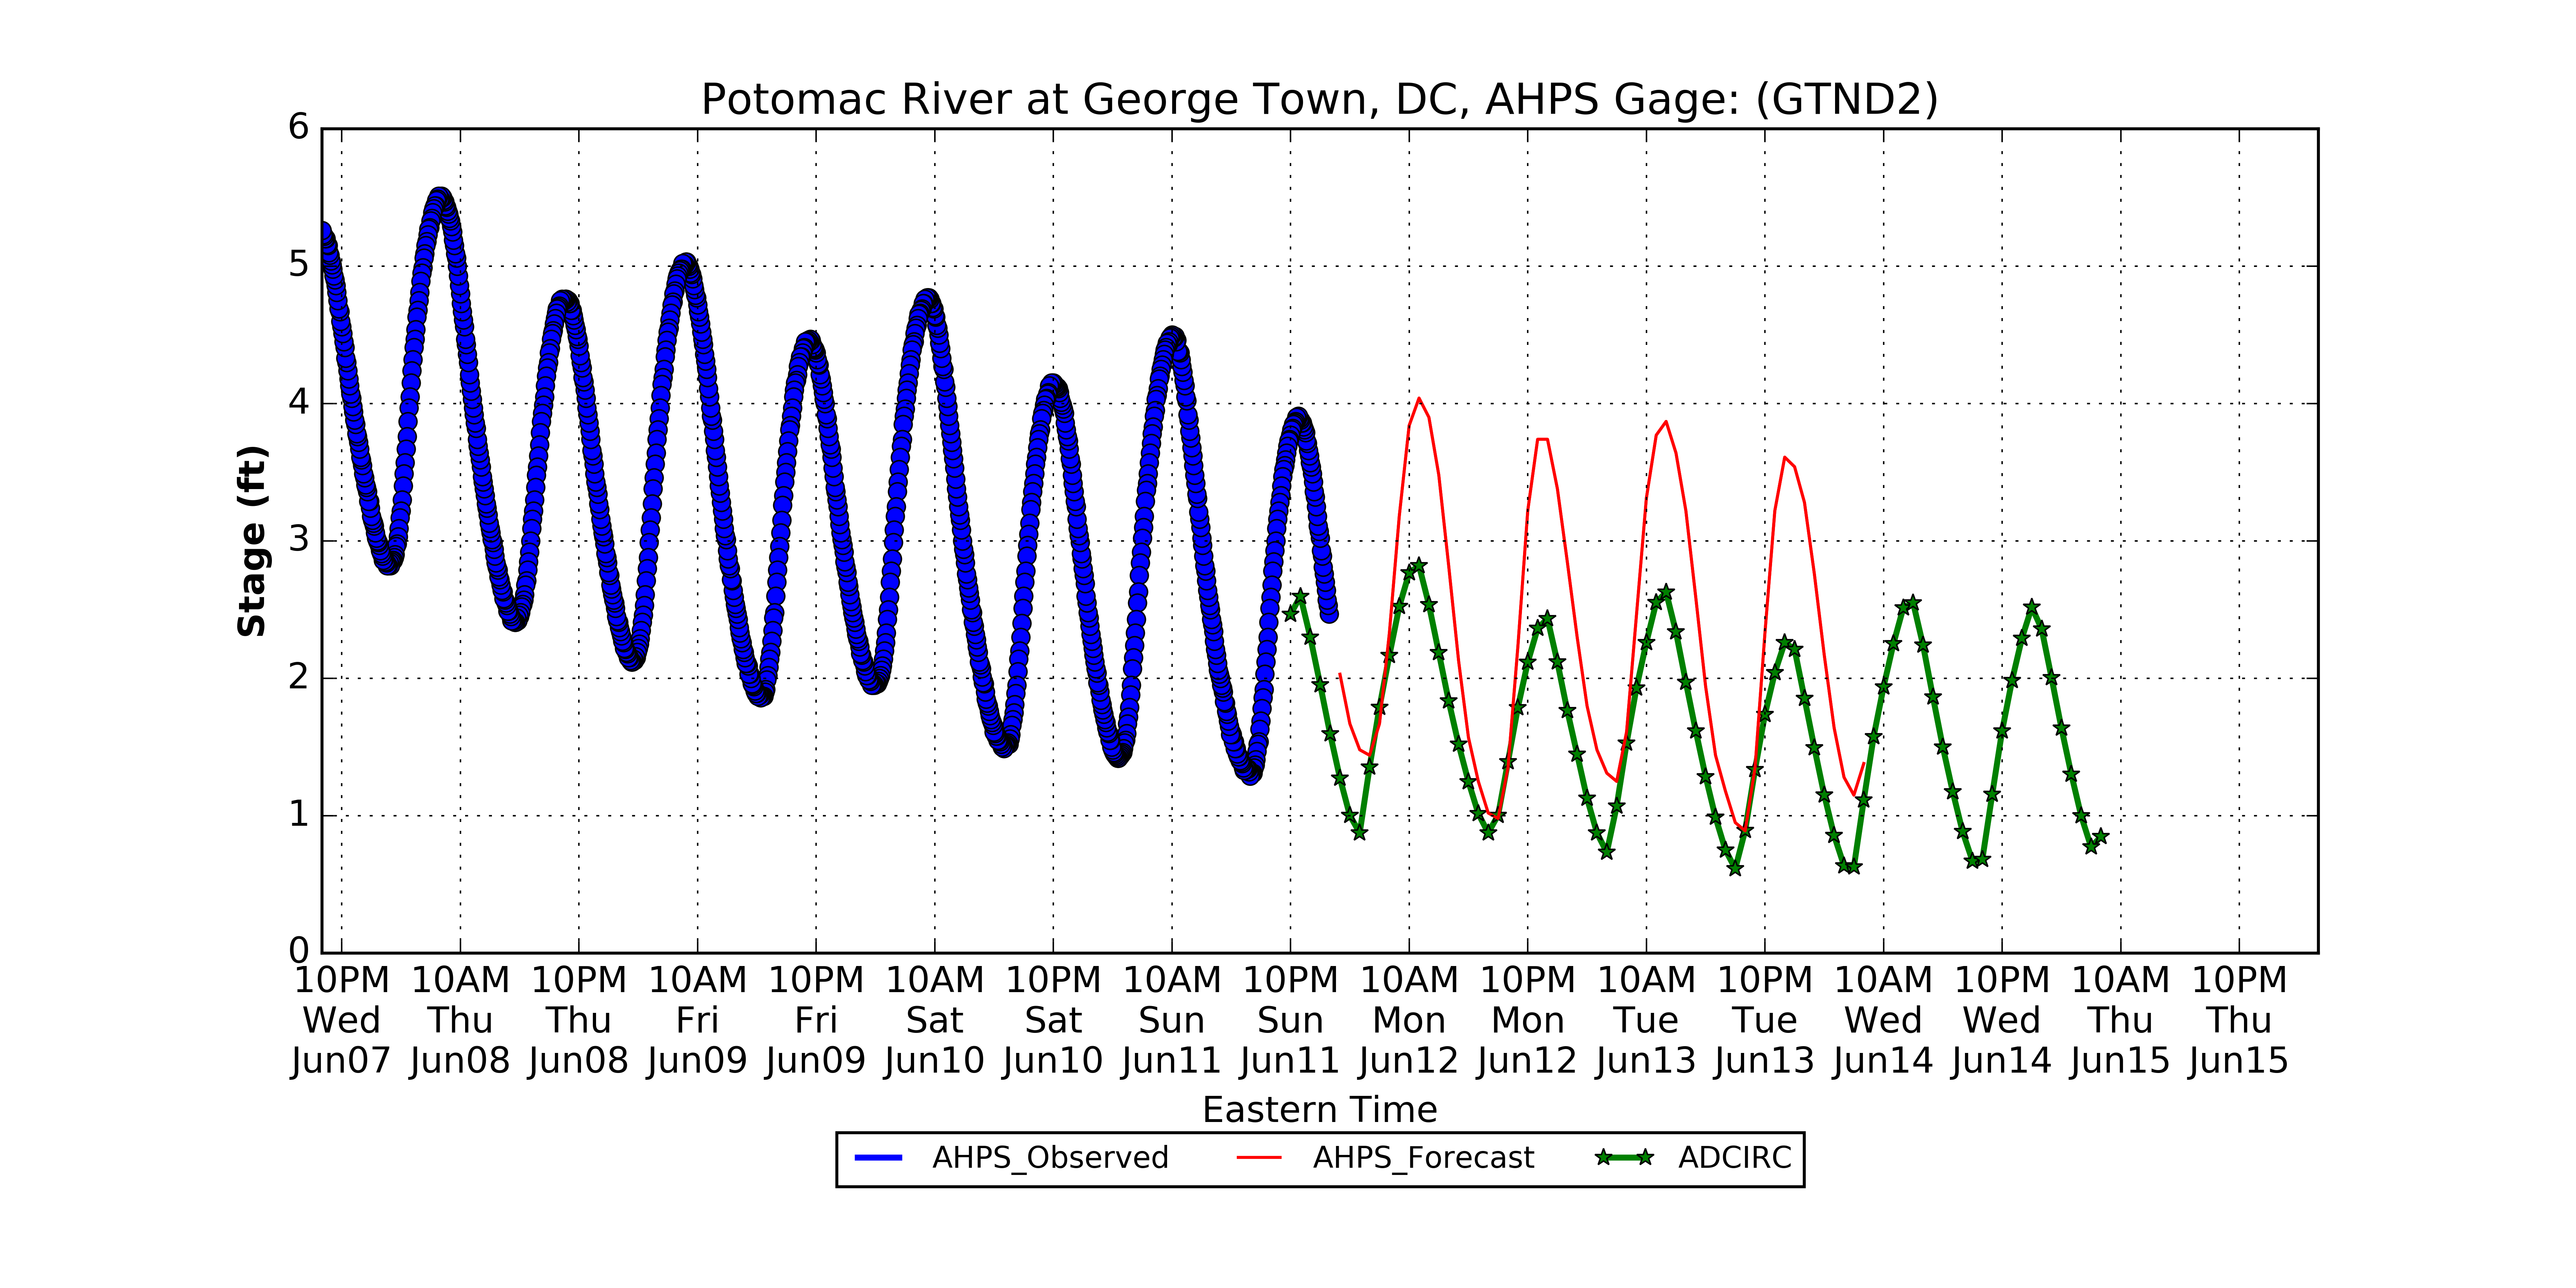 Potomac River at George Town, DC, AHPS Gage: (GTND2)
6
5
4
3
2
1
0
Stage (ft)
10PM 10AM 10PM 10AM 10PM 10AM 10PM 10AM 10PM 10AM 10PM 10AM 10PM 10AM 10PM 10AM 10PM
Wed Thu Thu Fri Fri Sat Sat Sun Sun Mon Mon Tue Tue Wed Wed Thu Thu
Jun07 Jun08 Jun08 Jun09 Jun09 Jun10 Jun10 Jun11 Jun11 Jun12 Jun12 Jun13 Jun13 Jun14 Jun14 Jun15 Jun15
Eastern Time
AHPS_Observed AHPS_Forecast ADCIRC